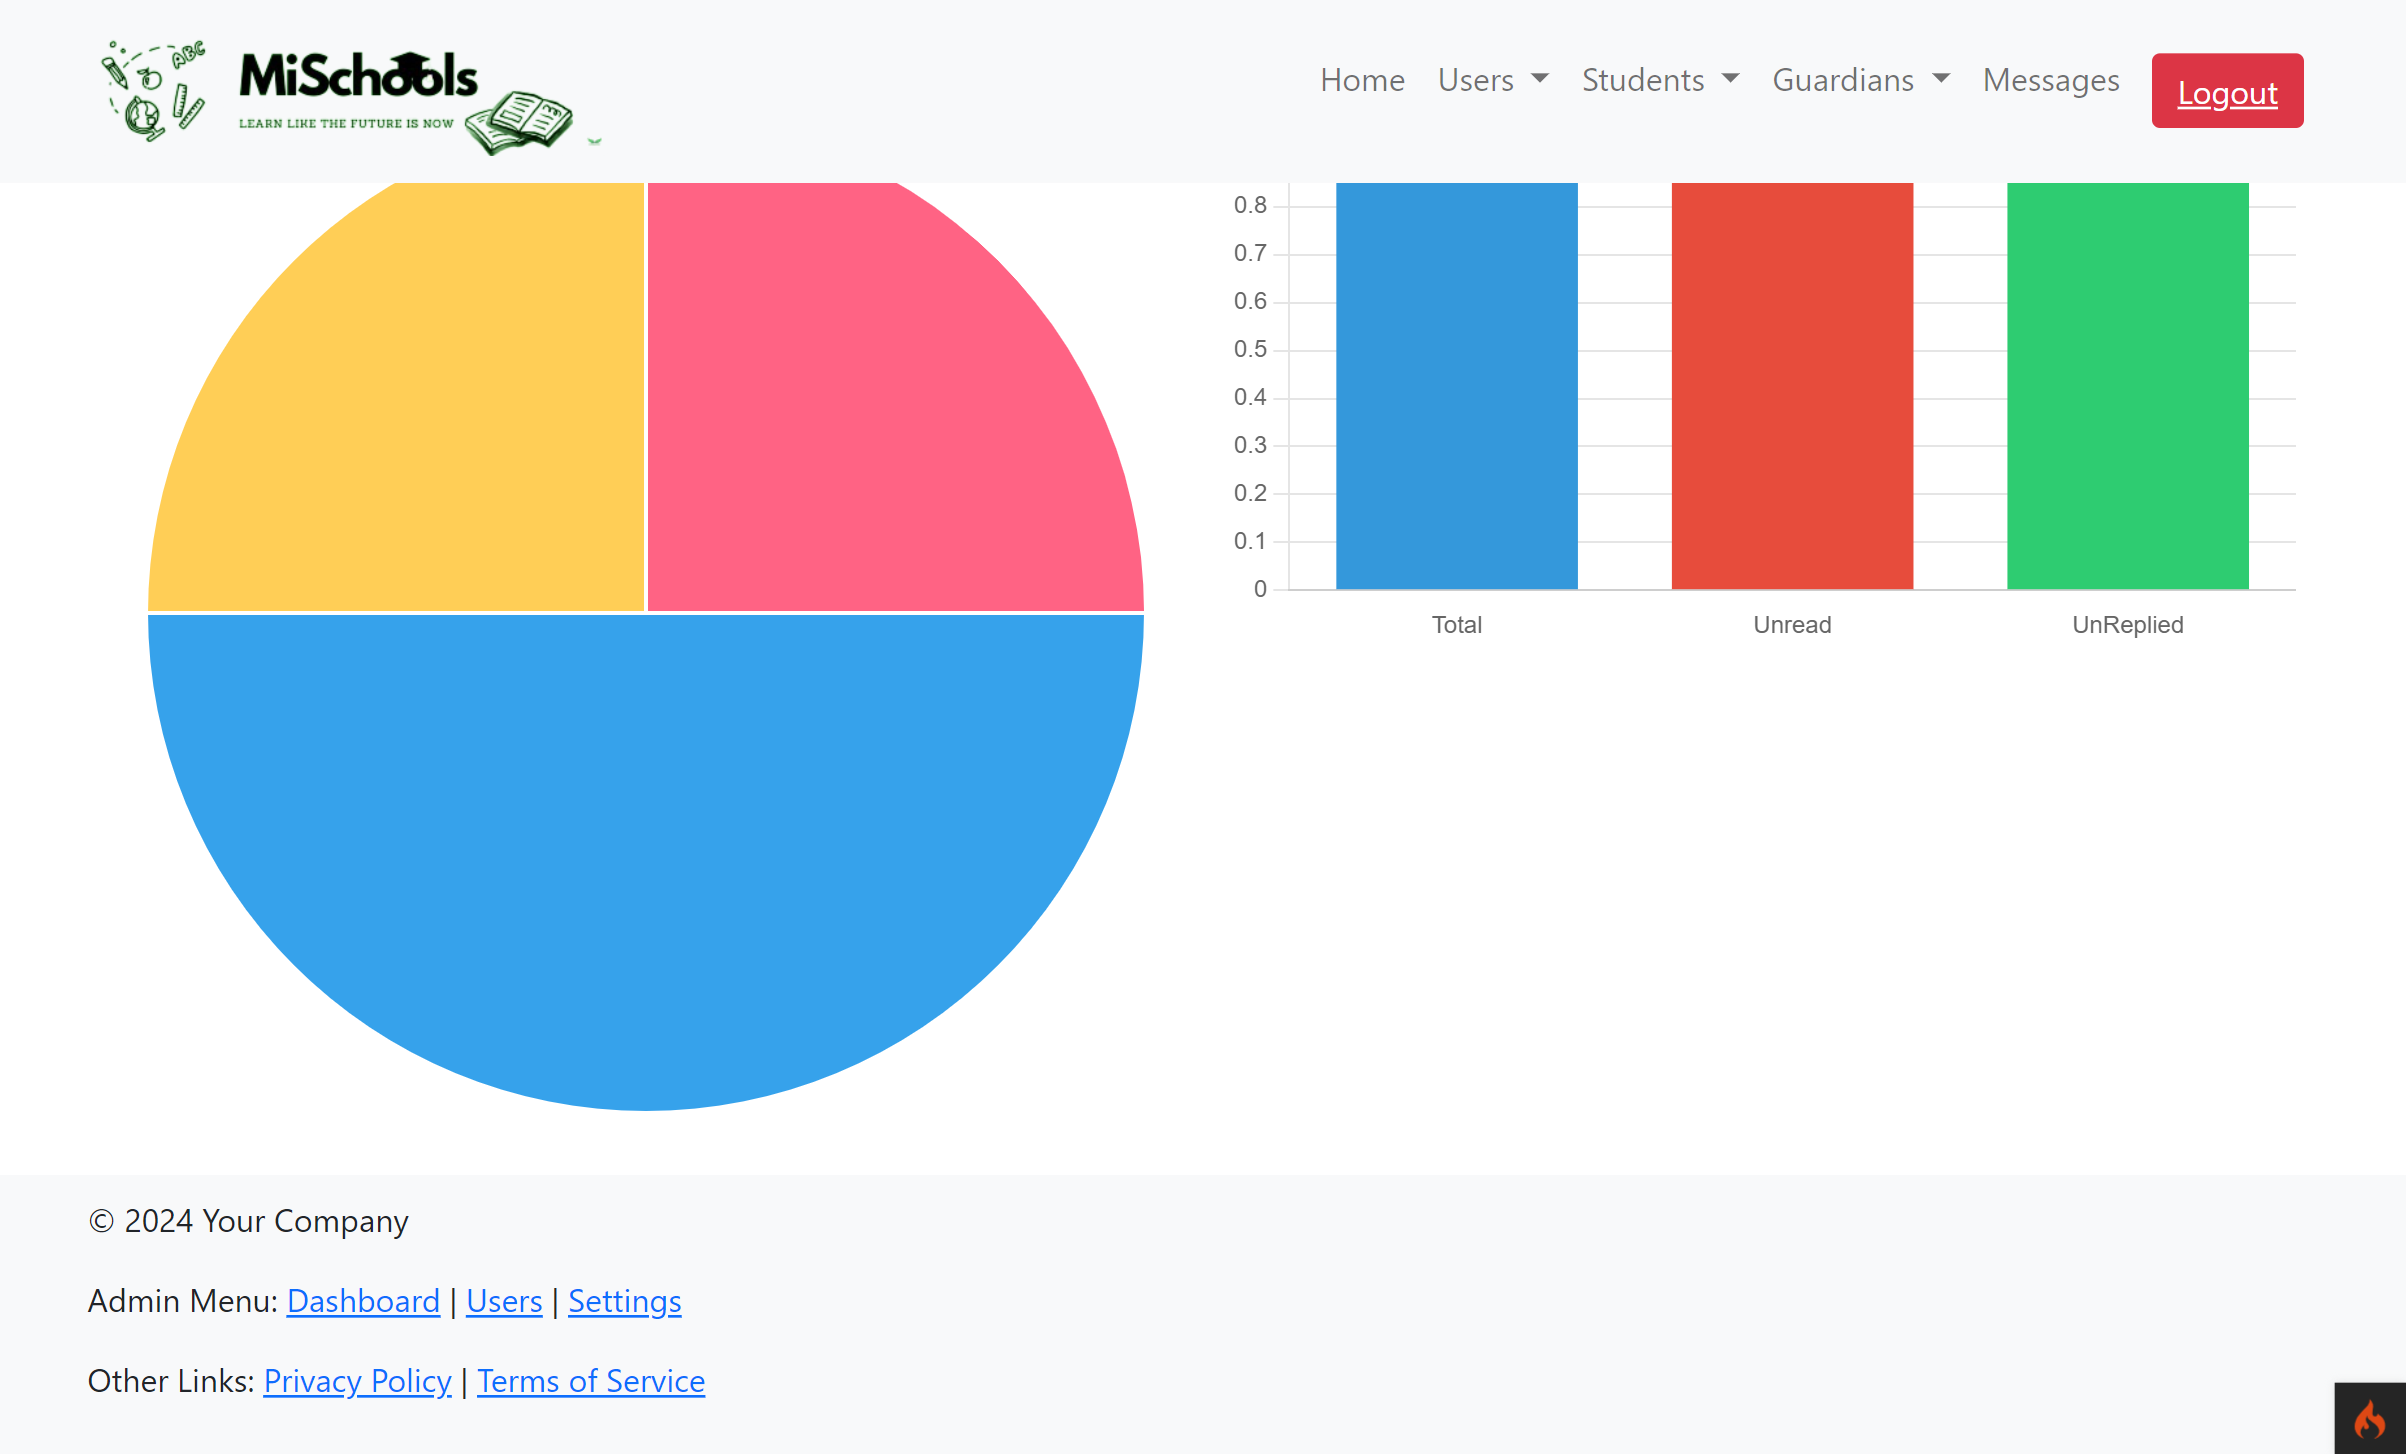 ABC
MiSchools
LEARN LIKE THE FUTURE IS NOW
Home Users Students Guardians Messages Logout
0.8
0.7
0.6
0.5
0.4
0.3
0.2
0.1
0
Total Unread UnReplied
© 2024 Your Company
Admin Menu: Dashboard | Users | Settings
Other Links: Privacy Policy | Terms of Service